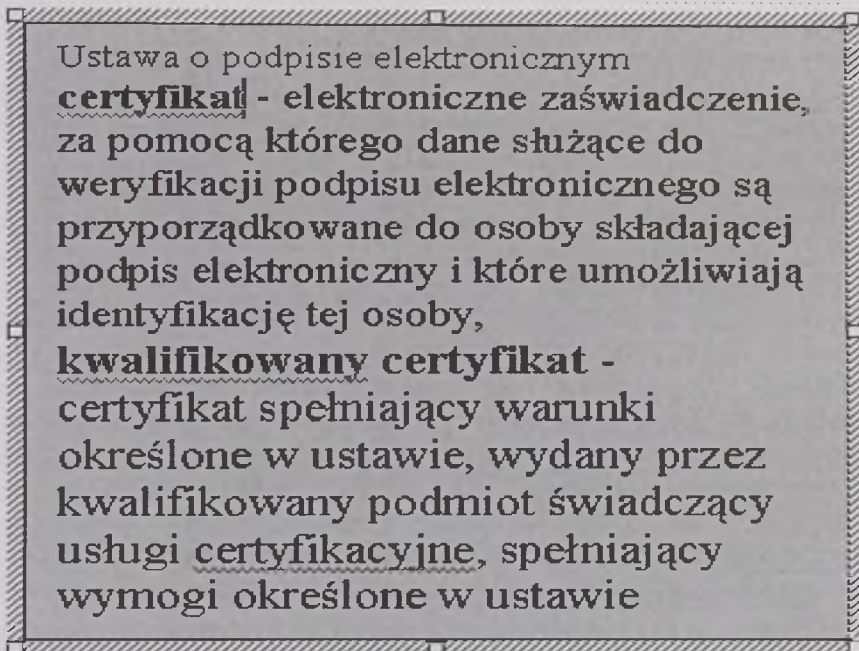 Ustawa o podpisie elektronicznym
certyfikat - elektroniczne zaświadczenie,
za pomocą którego dane służące do
weryfikacji podpisu elektronicznego są
przyporządkowane do osoby składającej
podpis elektroniczny i które umożliwiają
identyfikację tej osoby,
kwalifikowany certyfikat -
certyfikat spełniający warunki
określone w ustawie, wydany przez
kwalifikowany podmiot świadczący
usługi certyfikacyjne, spełniający
wymogi określone w ustawie